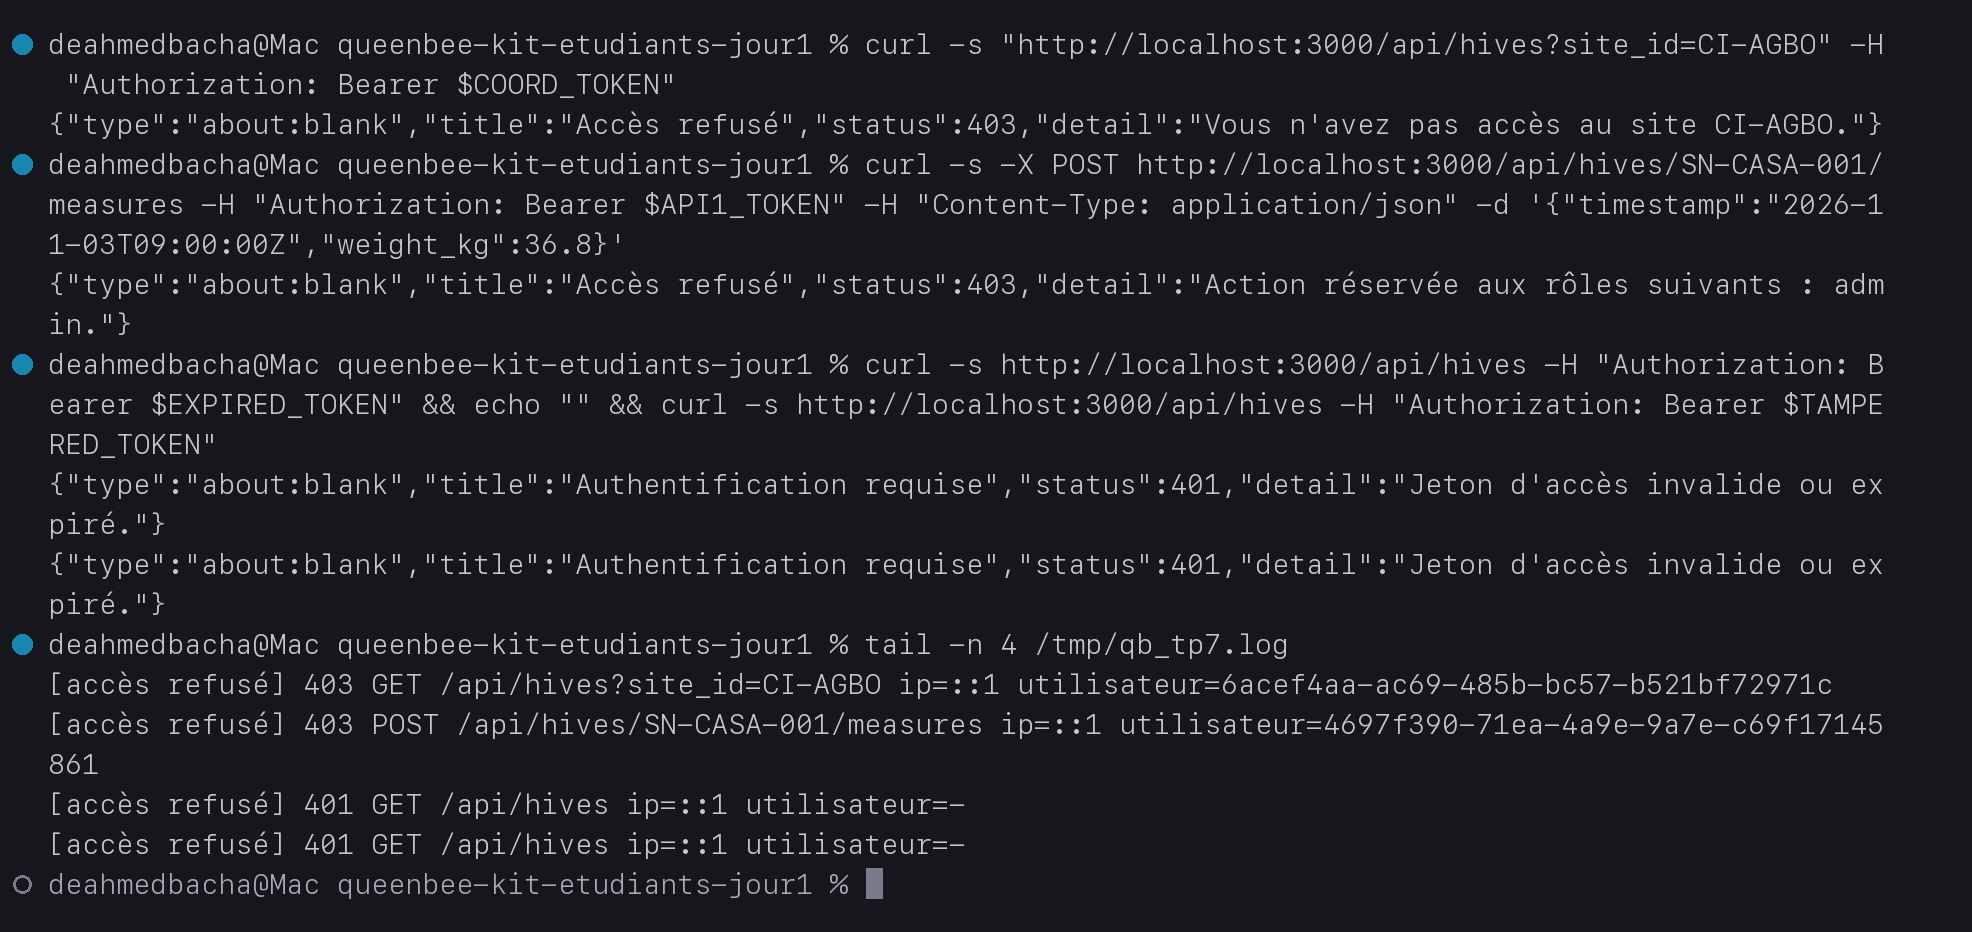 deahmedbacha@Mac queenbee-kit-etudiants-jour1 % curl -s "http://localhost:3000/api/hives?site_id=CI-AGBO" -H
 "Authorization: Bearer $COORD_TOKEN"
{"type":"about:blank","title":"Accès refusé","status":403,"detail":"Vous n'avez pas accès au site CI-AGBO."}
deahmedbacha@Mac queenbee-kit-etudiants-jour1 % curl -s -X POST http://localhost:3000/api/hives/SN-CASA-001/
measures -H "Authorization: Bearer $API1_TOKEN" -H "Content-Type: application/json" -d '{"timestamp":"2026-1
1-03T09:00:00Z","weight_kg":36.8}'
{"type":"about:blank","title":"Accès refusé","status":403,"detail":"Action réservée aux rôles suivants : adm
in."}
deahmedbacha@Mac queenbee-kit-etudiants-jour1 % curl -s http://localhost:3000/api/hives -H "Authorization: B
earer $EXPIRED_TOKEN" && echo "" && curl -s http://localhost:3000/api/hives -H "Authorization: Bearer $TAMPE
RED_TOKEN"
{"type":"about:blank","title":"Authentification requise","status":401,"detail":"Jeton d'accès invalide ou ex
piré."}
{"type":"about:blank","title":"Authentification requise","status":401,"detail":"Jeton d'accès invalide ou ex
piré."}
deahmedbacha@Mac queenbee-kit-etudiants-jour1 % tail -n 4 /tmp/qb_tp7.log
[accès refusé] 403 GET /api/hives?site_id=CI-AGBO ip=::1 utilisateur=6acef4aa-ac69-485b-bc57-b521bf72971c
[accès refusé] 403 POST /api/hives/SN-CASA-001/measures ip=::1 utilisateur=4697f390-71ea-4a9e-9a7e-c69f17145
861
[accès refusé] 401 GET /api/hives ip=::1 utilisateur=-
[accès refusé] 401 GET /api/hives ip=::1 utilisateur=-
deahmedbacha@Mac queenbee-kit-etudiants-jour1 %